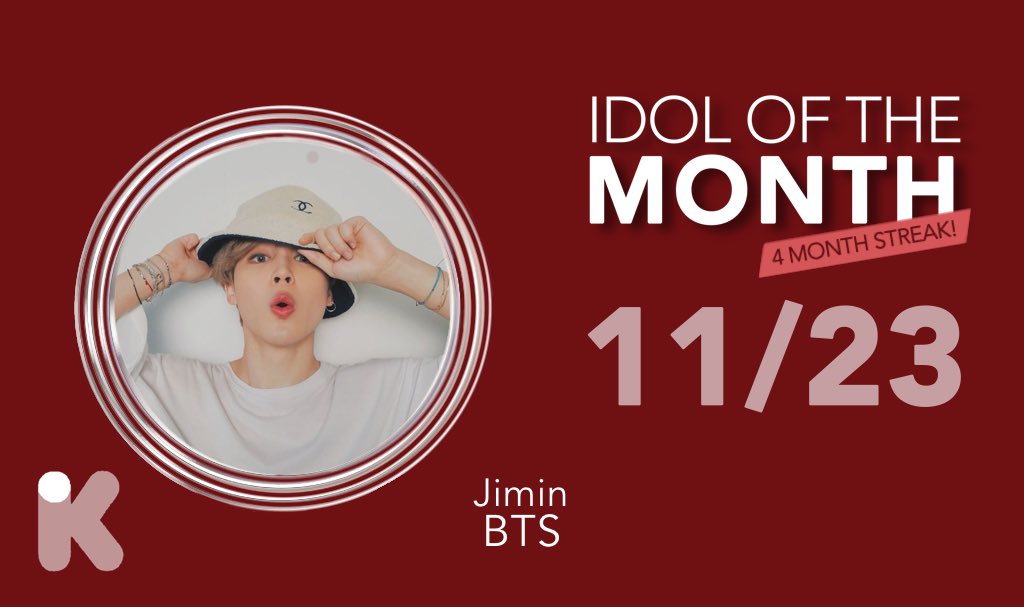 IDOL OF THE
MONTH
4 MONTH STREAK!
11/23
Jimin
BTS
K